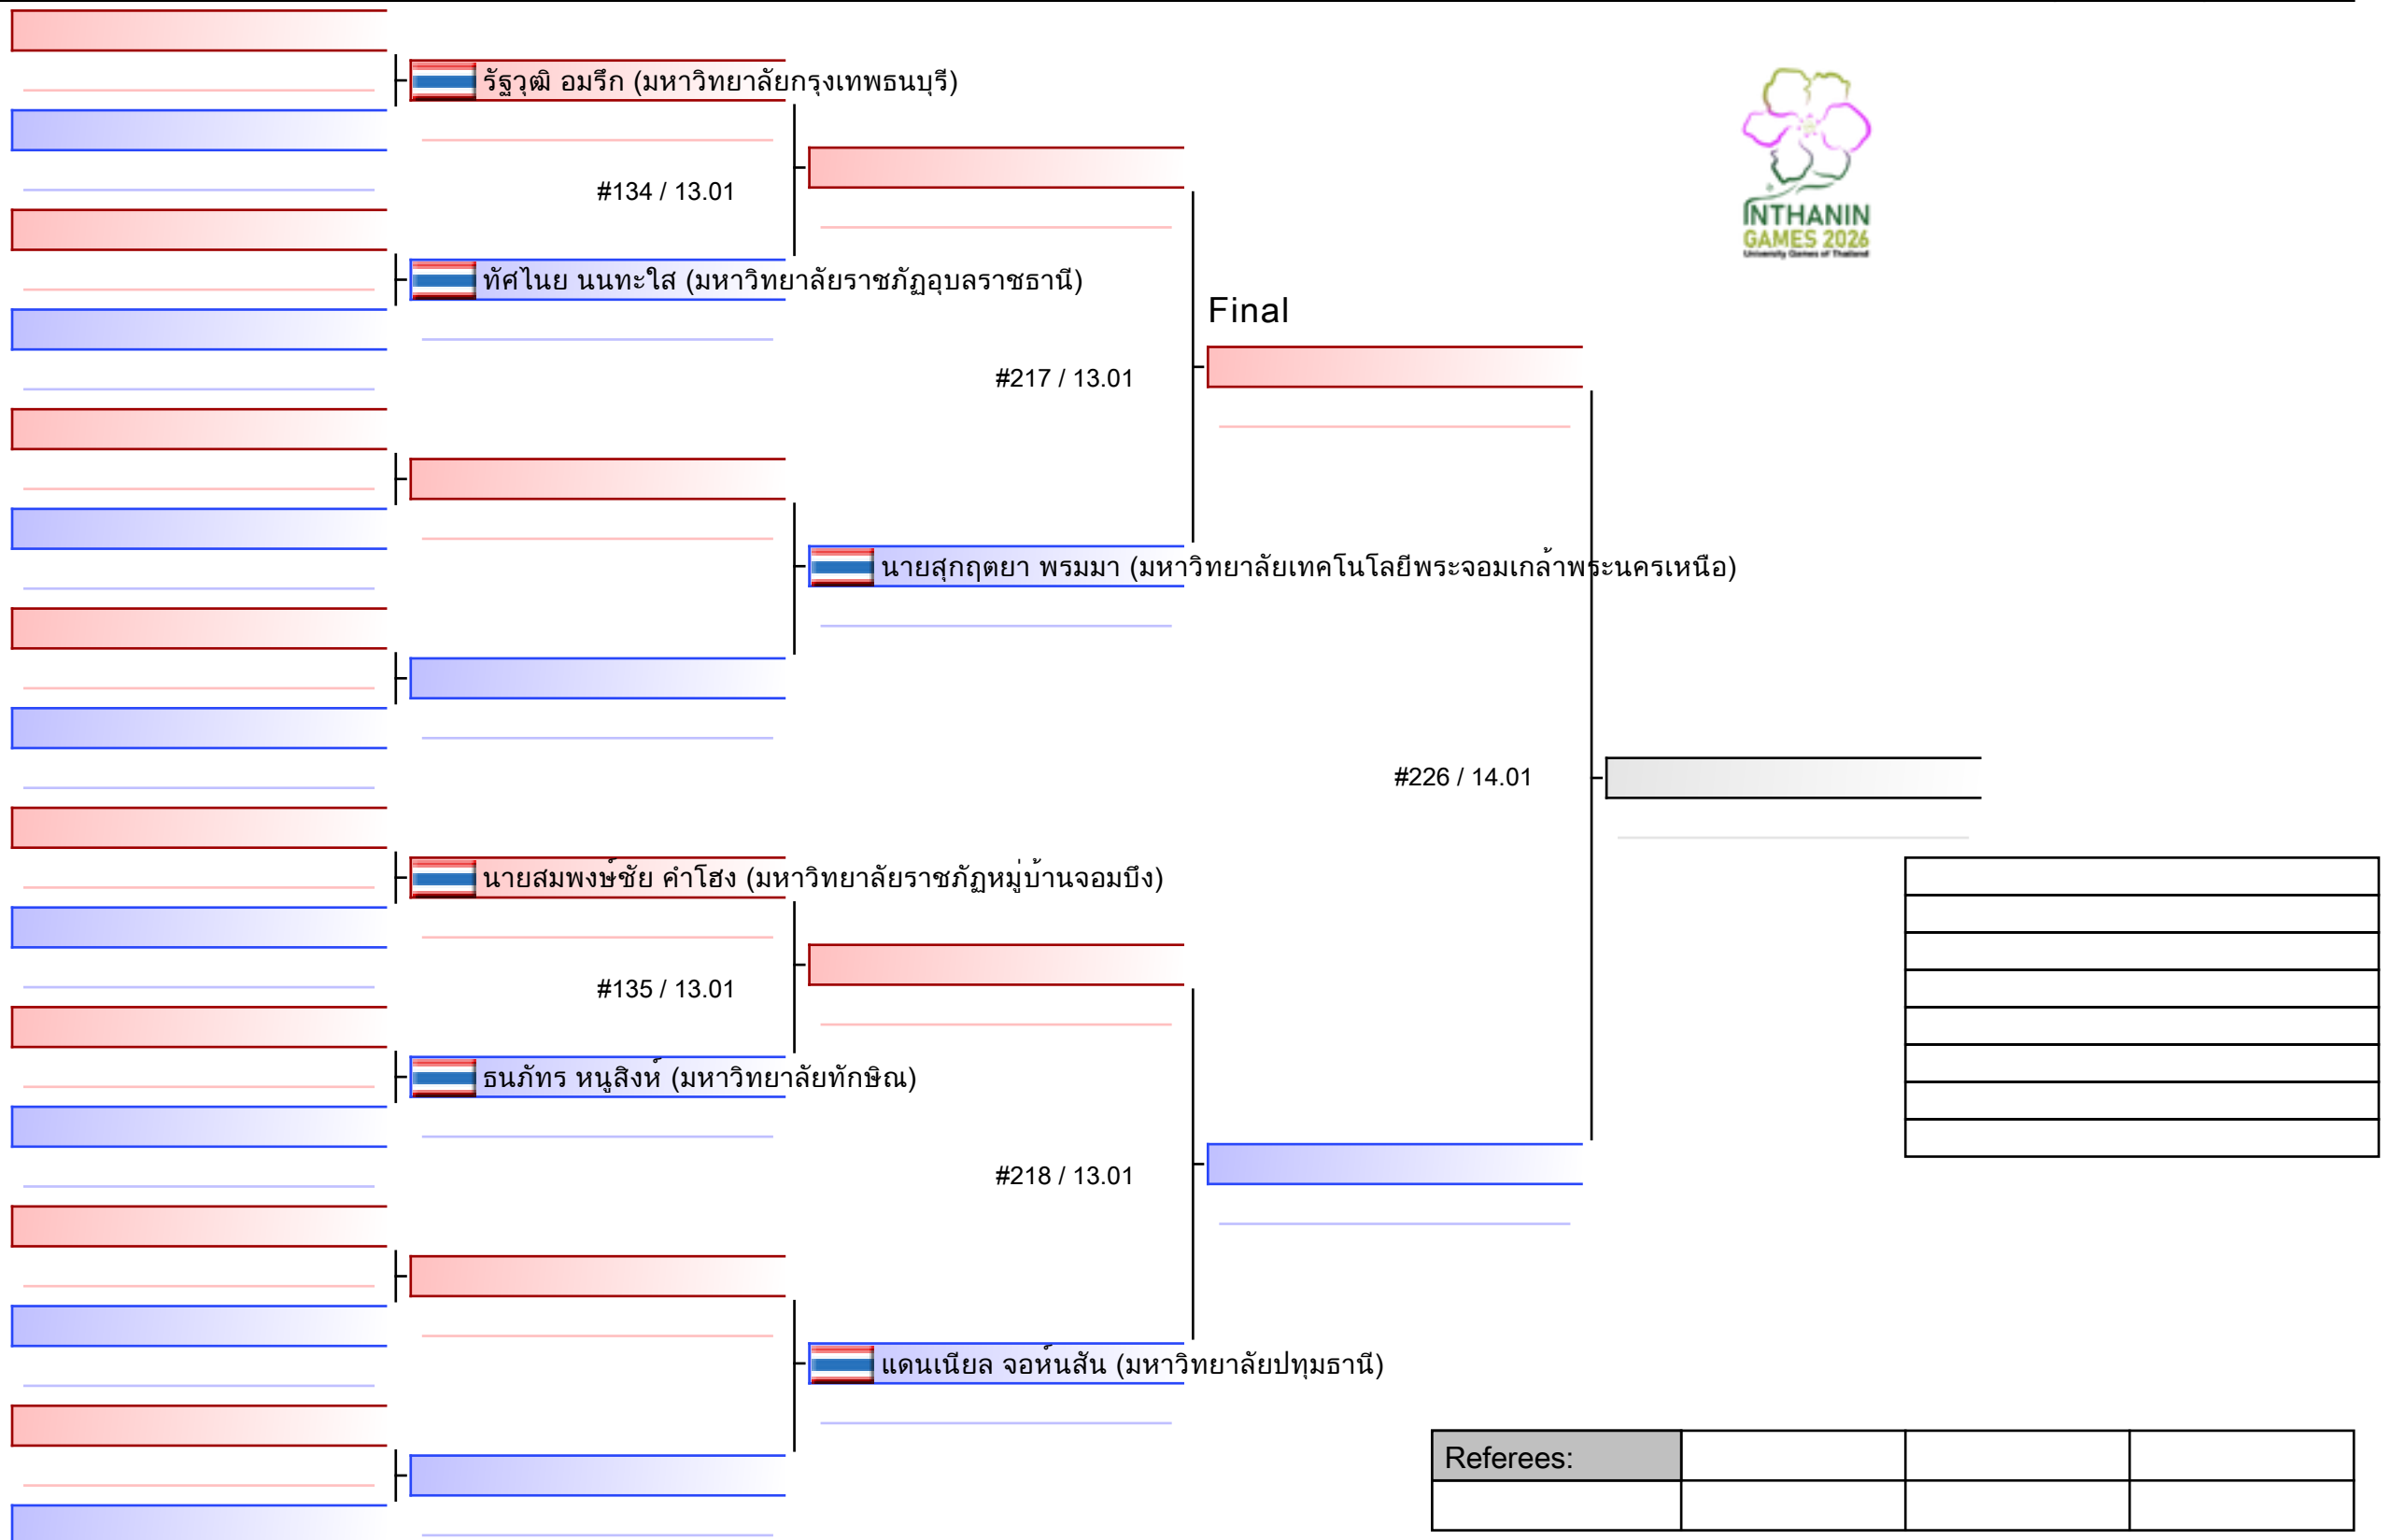 รัฐวุฒิ อมรึก (มหาวิทยาลัยกรุงเทพธนบุรี)
#134 / 13.01
ทัศไนย นนทะใส (มหาวิทยาลัยราชภัฏอุบลราชธานี)
INTHANIN
GAMES 2026
University Games of Thailand
Final
#217 / 13.01
นายสุกฤตยา พรมมา (มหาวิทยาลัยเทคโนโลยีพระจอมเกล้าพระนครเหนือ)
#226 / 14.01
นายสมพงษ์ชัย คำโฮง (มหาวิทยาลัยราชภัฏหมู่บ้านจอมบึง)
#135 / 13.01
ธนภัทร หนูสิงห์ (มหาวิทยาลัยทักษิณ)
#218 / 13.01
แดนเนียล จอห์นสัน (มหาวิทยาลัยปทุมธานี)
Referees: